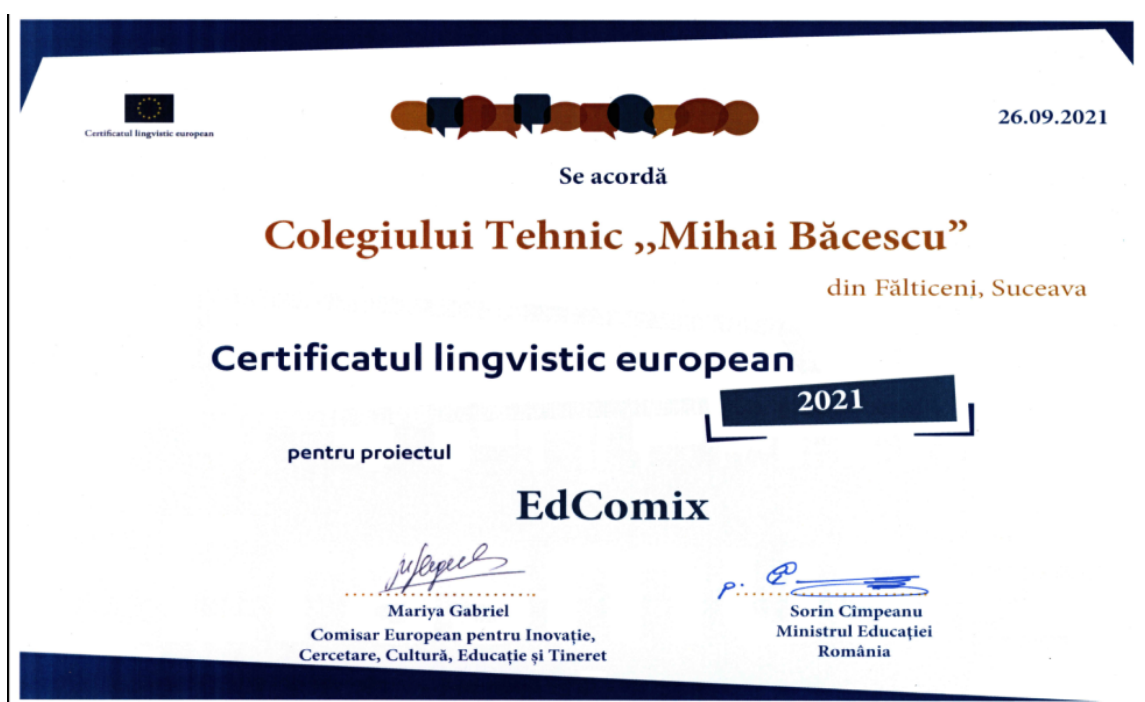 Certificatul lingvistic european
26.09.2021
Se acordă
Colegiului Tehnic ,,Mihai Băcescu”
din Fălticeni, Suceava
Certificatul lingvistic european
2021
pentru proiectul
EdComix
p.
Mariya Gabriel
Comisar European pentru Inovație,
Cercetare, Cultură, Educație și Tineret
Sorin Cîmpeanu
Ministrul Educației
România